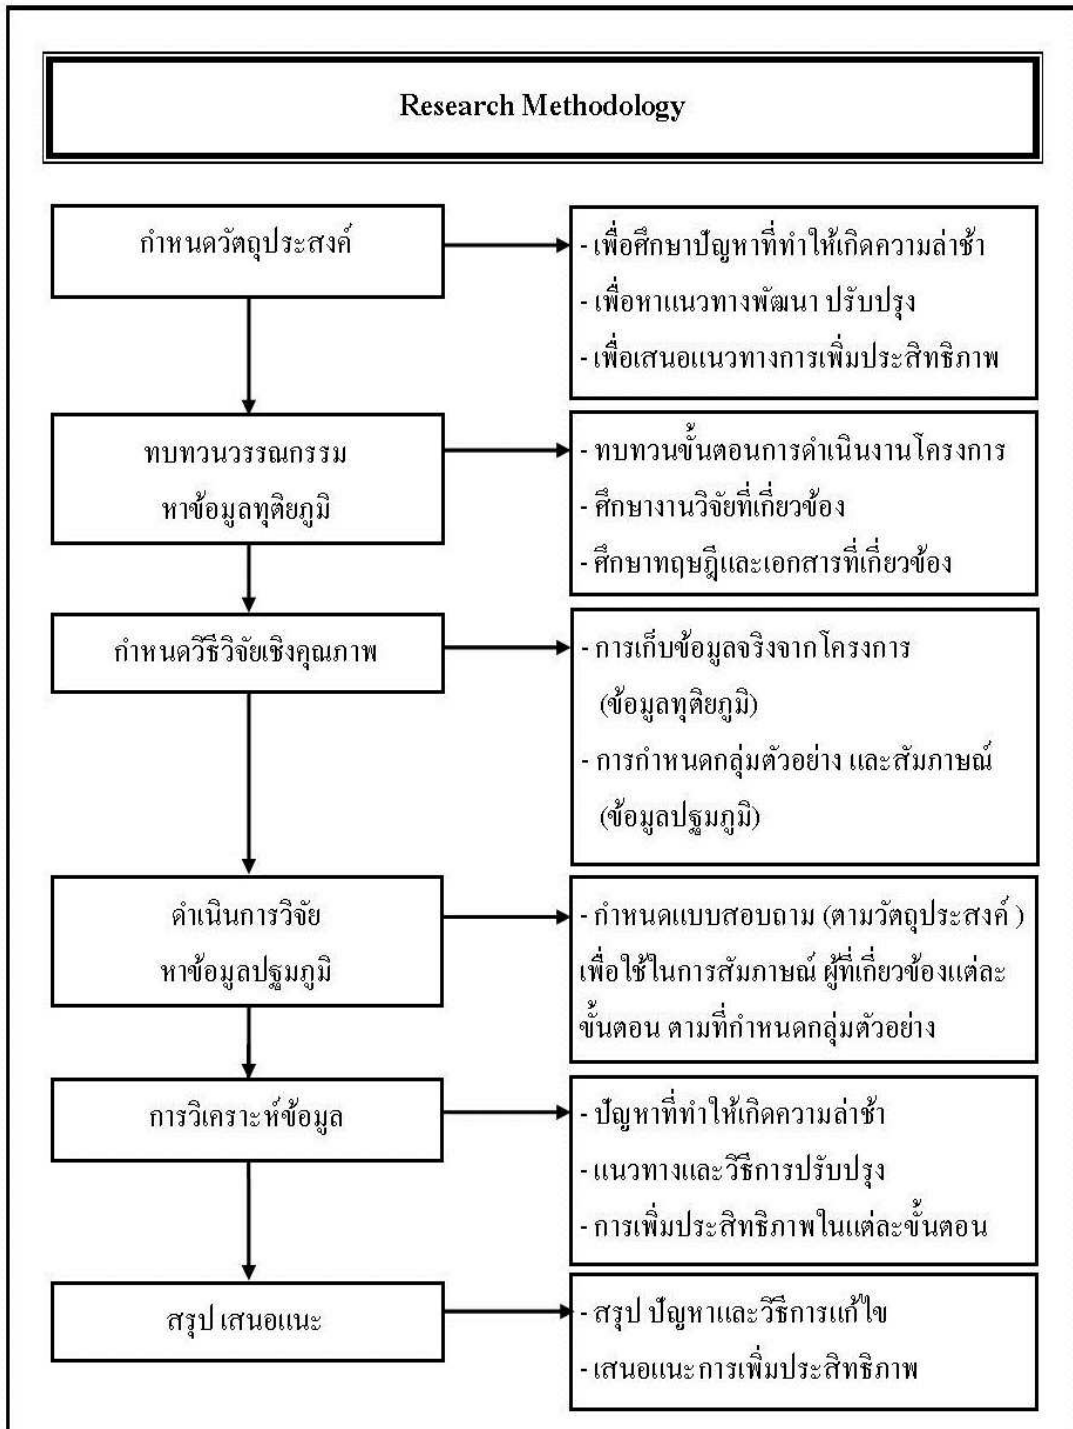 Research Methodology
กำหนดวัตถุประสงค์
- เพื่อศึกษาปัญหาที่ทำให้เกิดความล่าช้า
- เพื่อหาแนวทางพัฒนา ปรับปรุง
- เพื่อเสนอแนวทางการเพิ่มประสิทธิภาพ
ทบทวนวรรณกรรม
หาข้อมูลทุติยภูมิ
- ทบทวนขั้นตอนการดำเนินงานโครงการ
- ศึกษางานวิจัยที่เกี่ยวข้อง
- ศึกษาทฤษฎีและเอกสารที่เกี่ยวข้อง
กำหนดวิธีวิจัยเชิงคุณภาพ
- การเก็บข้อมูลจริงจากโครงการ
(ข้อมูลทุติยภูมิ)
- การกำหนดกลุ่มตัวอย่าง และสัมภาษณ์
(ข้อมูลปฐมภูมิ)
ดำเนินการวิจัย
หาข้อมูลปฐมภูมิ
- กำหนดแบบสอบถาม (ตามวัตถุประสงค์ )
เพื่อใช้ในการสัมภาษณ์ ผู้ที่เกี่ยวข้องแต่ละ
ขั้นตอน ตามที่กำหนดกลุ่มตัวอย่าง
การวิเคราะห์ข้อมูล
- ปัญหาที่ทำให้เกิดความล่าช้า
- แนวทางและวิธีการปรับปรุง
- การเพิ่มประสิทธิภาพในแต่ละขั้นตอน
สรุป เสนอแนะ
- สรุป ปัญหาและวิธีการแก้ไข
- เสนอแนะการเพิ่มประสิทธิภาพ